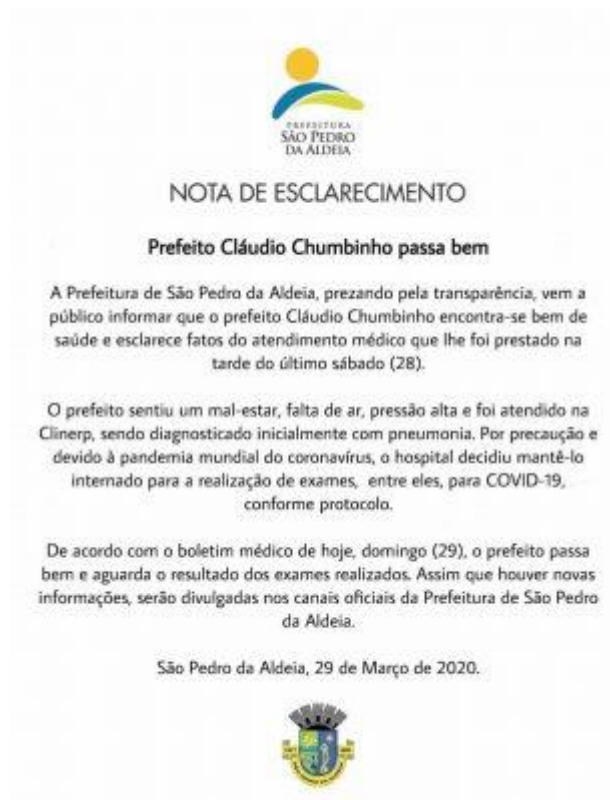 PREFEITURA
SÃO PEDRO
DA ALDEIA
NOTA DE ESCLARECIMENTO
Prefeito Cláudio Chumbinho passa bem
A Prefeitura de São Pedro da Aldeia, prezando pela transparência, vem a
público informar que o prefeito Cláudio Chumbinho encontra-se bem de
saúde e esclarece fatos do atendimento médico que lhe foi prestado na
tarde do último sábado (28).
O prefeito sentiu um mal-estar, falta de ar, pressão alta e foi atendido na
Clinerp, sendo diagnosticado inicialmente com pneumonia. Por precaução e
devido à pandemia mundial do coronavírus, o hospital decidiu mantê-lo
internado para a realização de exames, entre eles, para COVID-19,
conforme protocolo.
De acordo com o boletim médico de hoje, domingo (29), o prefeito passa
bem e aguarda o resultado dos exames realizados. Assim que houver novas
informações, serão divulgadas nos canais oficiais da Prefeitura de São Pedro
da Aldeia.
São Pedro da Aldeia, 29 de Março de 2020.